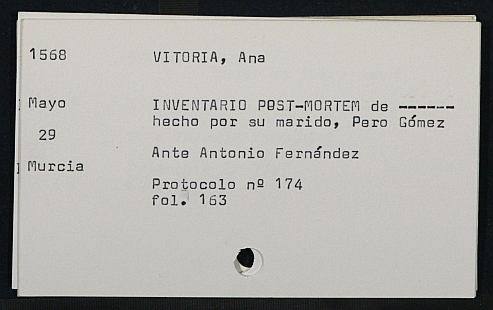 1568 VITORIA, Ana
Mayo INVENTARIO POST-MORTEM de ------
hecho por su marido, Pero Gómez
29
Ante Antonio Fernández
Murcia
Protocolo nº 174
fol. 163